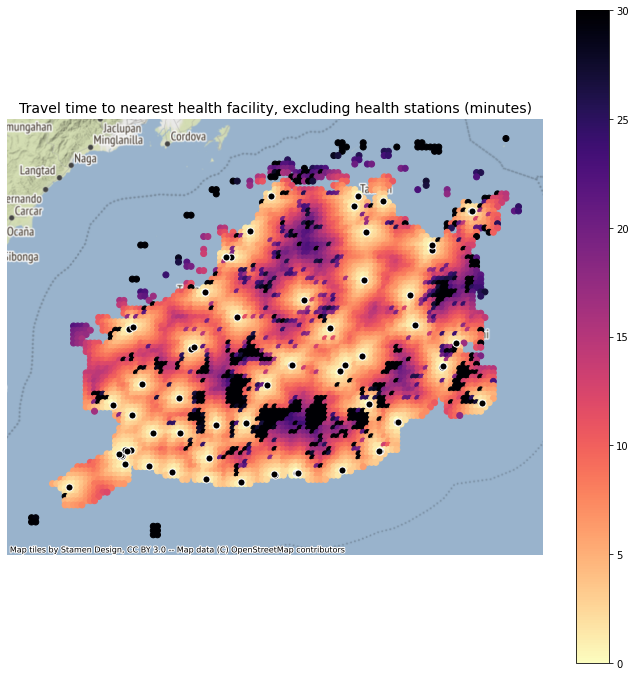 Travel time to nearest health facility, excluding health stations (minutes)
30
25
20
15
10
5
0
mungahan
Jaclupan
Minglanilla
Cordova
Naga
Langtad
ernando
Carcar
Ocaña
Sibonga
Map tiles by Stamen Design, CC BY 3.0 -- Map data (C) OpenStreetMap contributors